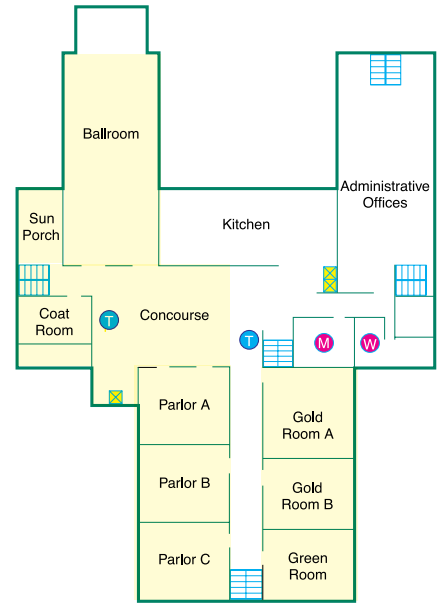 Ballroom
Administrative
Offices
Sun
Porch
Kitchen
Coat
Room
T
Concourse
T
M
W
Parlor A
Gold
Room A
Parlor B
Gold
Room B
Parlor C
Green
Room